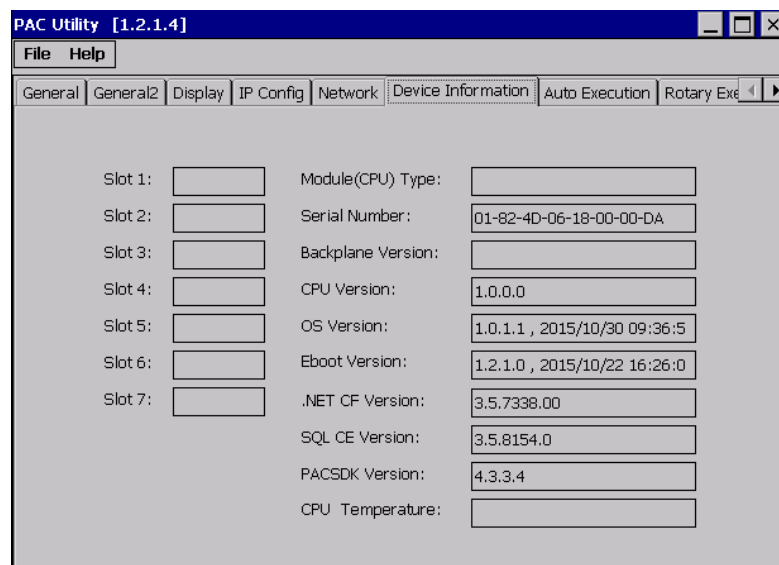 PAC Utility [1.2.1.4]
File Help
General General2 Display IP Config Network Device Information Auto Execution Rotary Exe
Slot 1:
Slot 2:
Slot 3:
Slot 4:
Slot 5:
Slot 6:
Slot 7:
Module(CPU) Type:
Serial Number: 01-82-4D-06-18-00-00-DA
Backplane Version:
CPU Version: 1.0.0.0
OS Version: 1.0.1.1 , 2015/10/30 09:36:5
Eboot Version: 1.2.1.0 , 2015/10/22 16:26:0
.NET CF Version: 3.5.7338.00
SQL CE Version: 3.5.8154.0
PACSDK Version: 4.3.3.4
CPU Temperature: